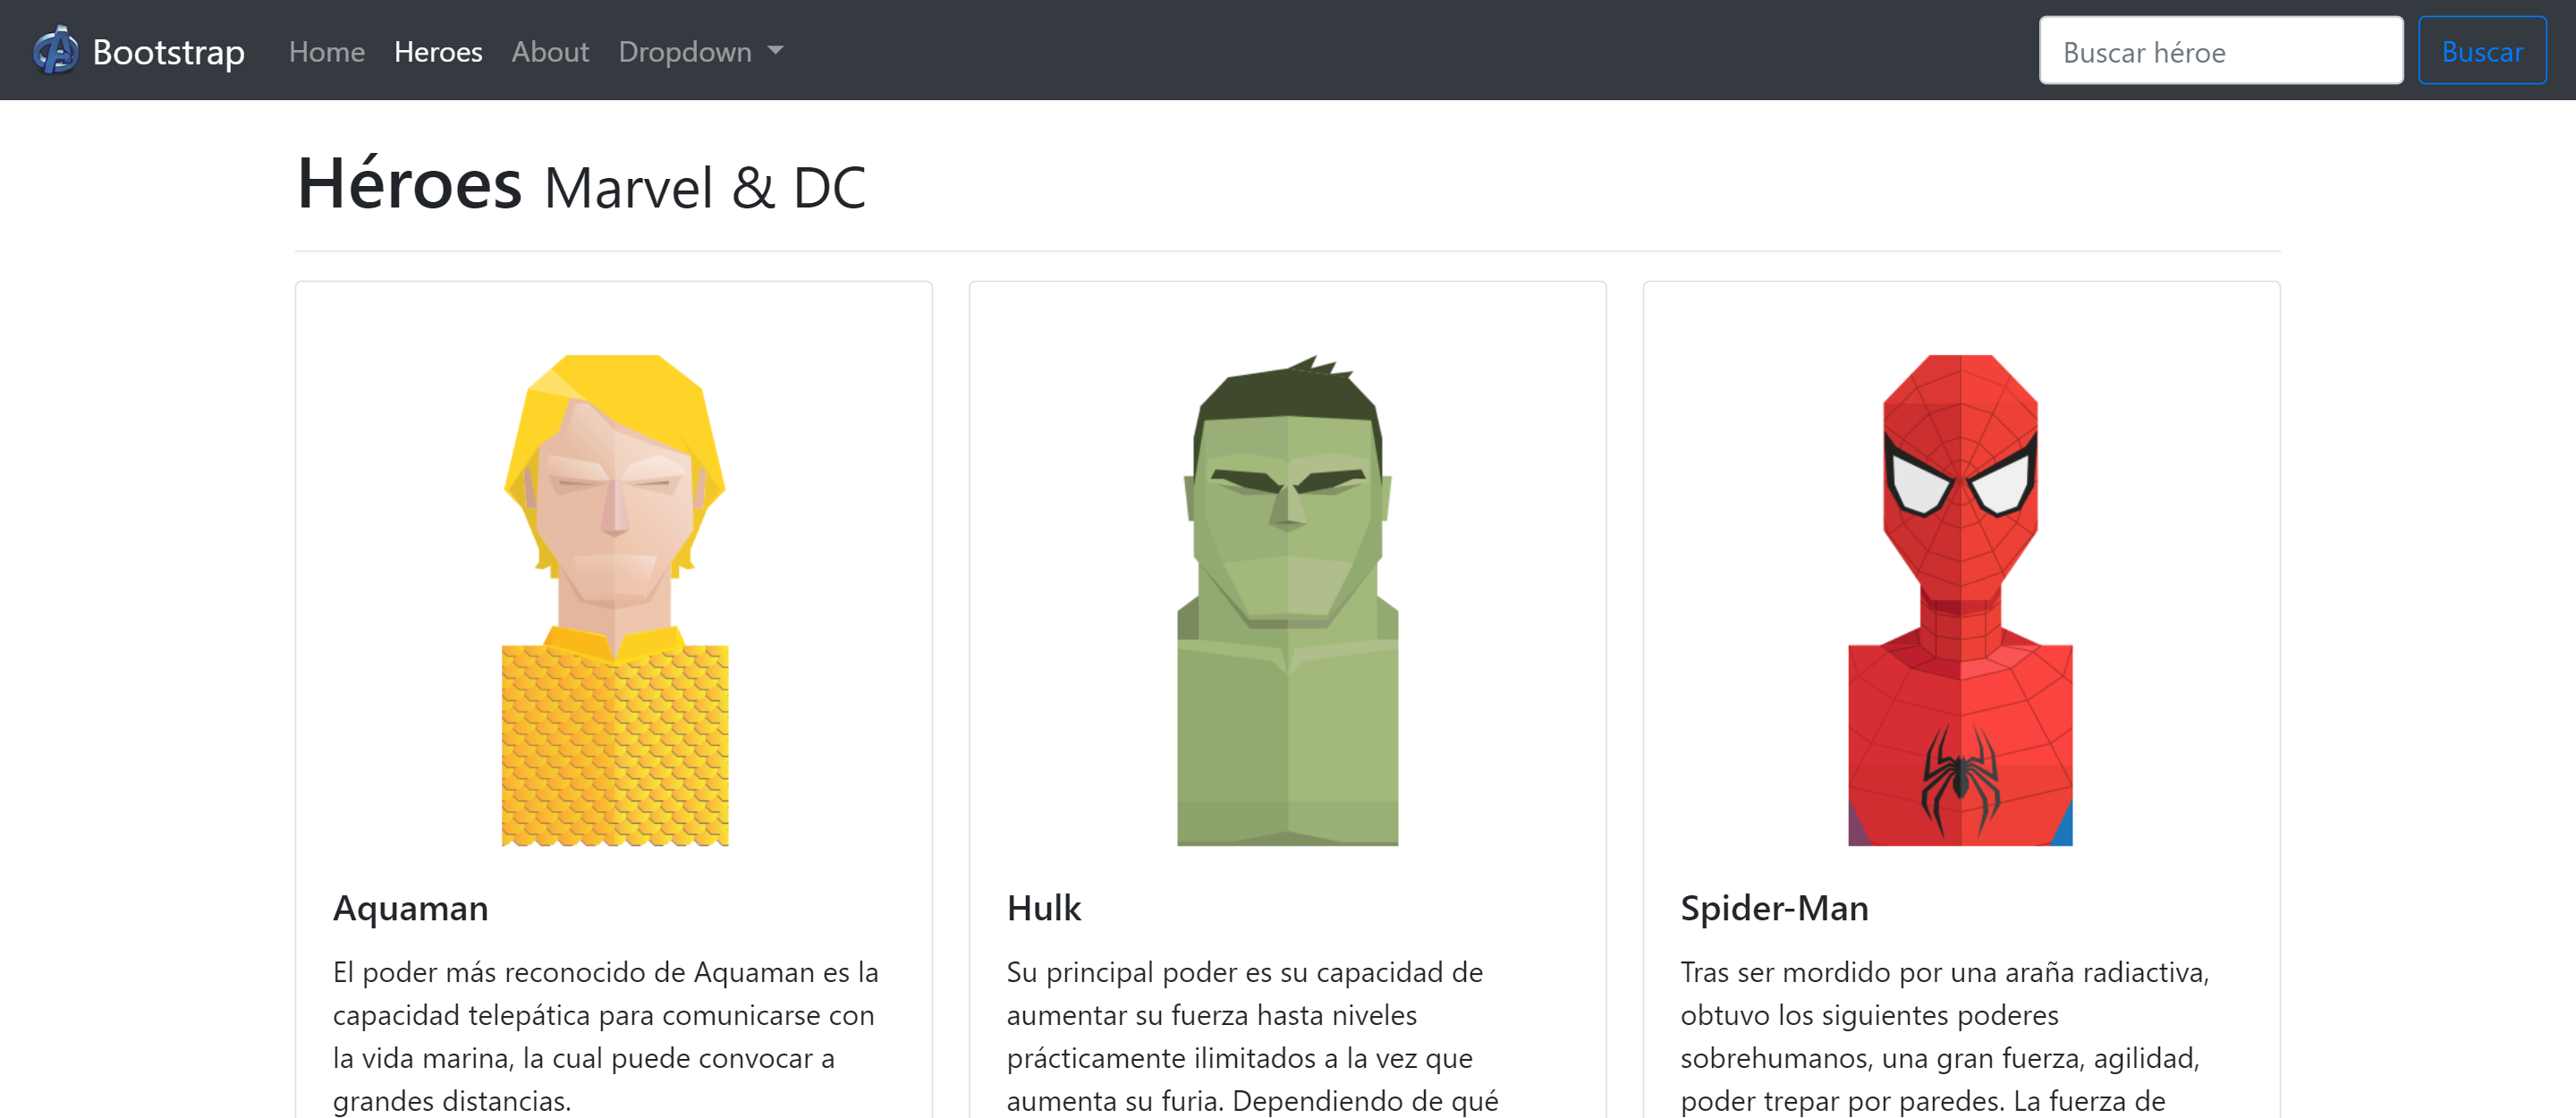 Bootstrap Home Heroes About Dropdown Buscar héroe Buscar
Héroes Marvel & DC
Aquaman
El poder más reconocido de Aquaman es la
capacidad telepática para comunicarse con
la vida marina, la cual puede convocar a
grandes distancias.
Hulk
Su principal poder es su capacidad de
aumentar su fuerza hasta niveles
prácticamente ilimitados a la vez que
aumenta su furia. Dependiendo de qué
Spider-Man
Tras ser mordido por una araña radiactiva,
obtuvo los siguientes poderes
sobrehumanos, una gran fuerza, agilidad,
poder trepar por paredes. La fuerza de